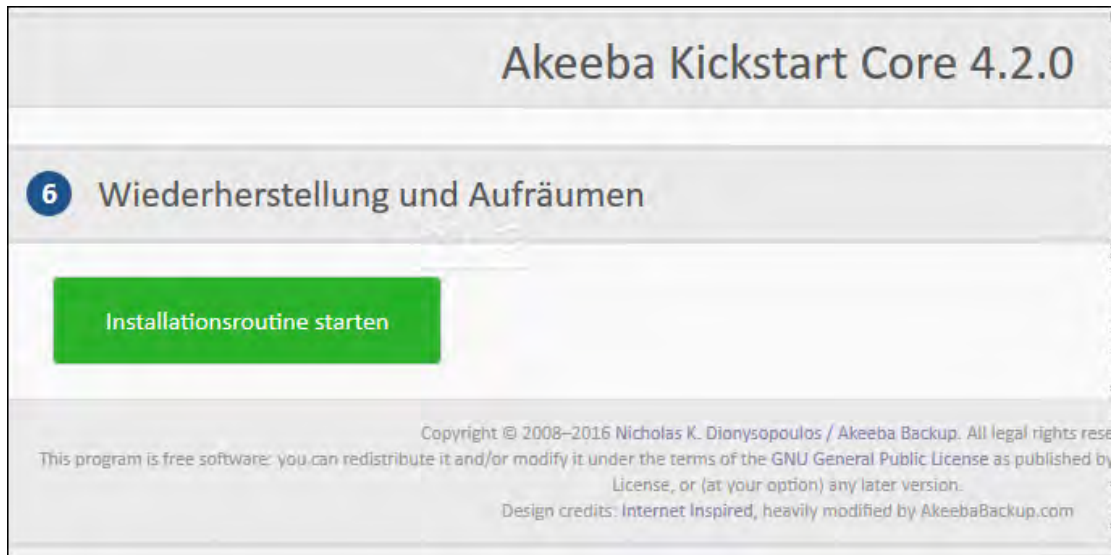 Akeeba Kickstart Core 4.2.0
6 Wiederherstellung und Aufräumen
Installationsroutine starten
Copyright © 2008–2016 Nicholas K. Dionysopoulos / Akeeba Backup. All legal rights rese
This program is free software: you can redistribute it and/or modify it under the terms of the GNU General Public License as published by
License, or (at your option) any later version.
Design credits: Internet Inspired, heavily modified by AkeebaBackup.com